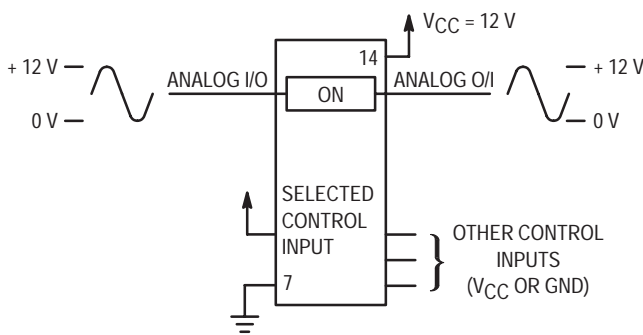 V_CC = 12 V
14
+ 12 V
0 V
ANALOG I/O
ON
ANALOG O/I
+ 12 V
0 V
SELECTED
CONTROL
INPUT
7
OTHER CONTROL
INPUTS
(V_CC OR GND)